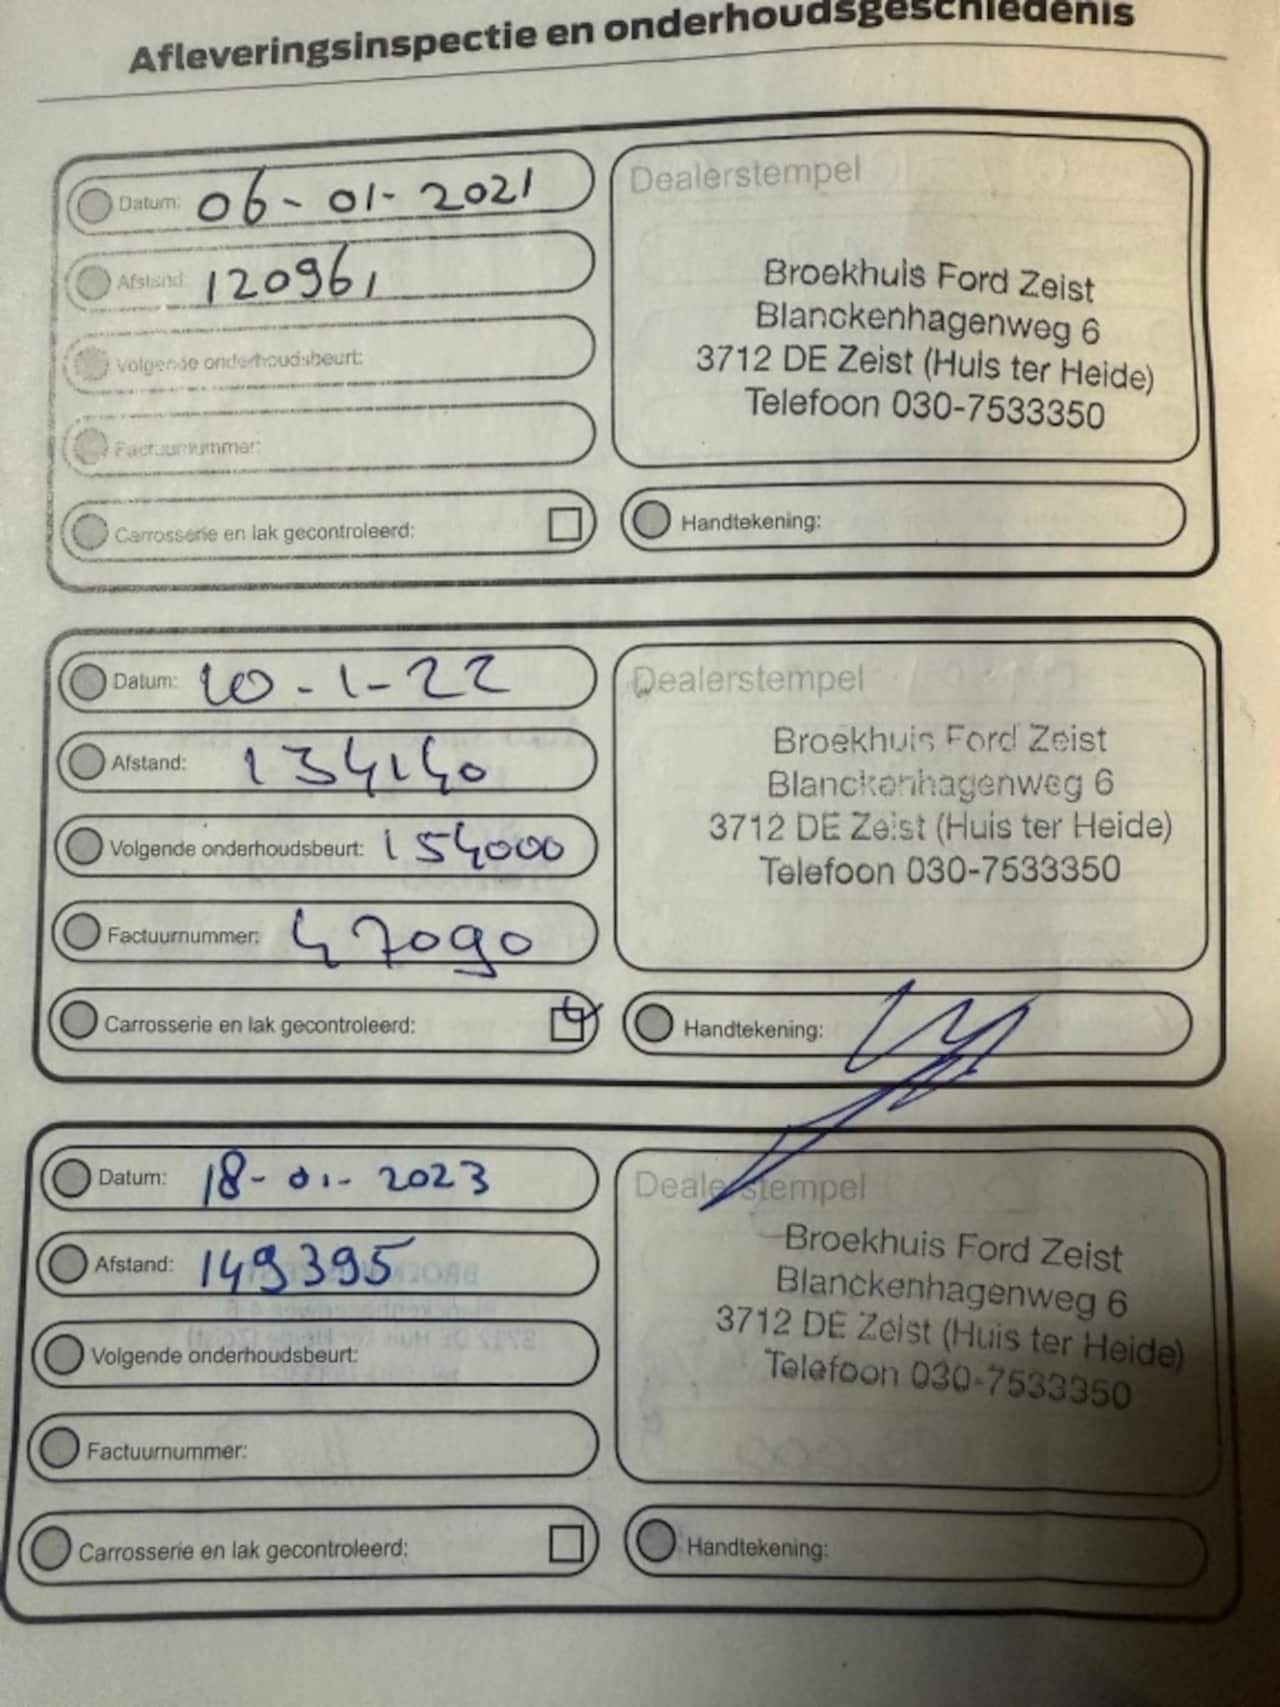 Afleveringsinspectie en onderhoudsgeschiedenis
Datum: 06-01-2021
Afstand: 120961
Volgende onderhoudsbeurt:
Factuurnummer:
Carrosserie en lak gecontroleerd:
Dealerstempel
Broekhuis Ford Zeist
Blanckenhagenweg 6
3712 DE Zeist (Huis ter Heide)
Telefoon 030-7533350
Handtekening:
Datum: 10-1-22
Afstand: 134140
Volgende onderhoudsbeurt: 154000
Factuurnummer: 47090
Carrosserie en lak gecontroleerd:
Dealerstempel
Broekhuis Ford Zeist
Blanckenhagenweg 6
3712 DE Zeist (Huis ter Heide)
Telefoon 030-7533350
Handtekening:
Datum: 18-01-2023
Afstand: 149395
Volgende onderhoudsbeurt:
Factuurnummer:
Carrosserie en lak gecontroleerd:
Dealerstempel
Broekhuis Ford Zeist
Blanckenhagenweg 6
3712 DE Zeist (Huis ter Heide)
Telefoon 030-7533350
Handtekening: